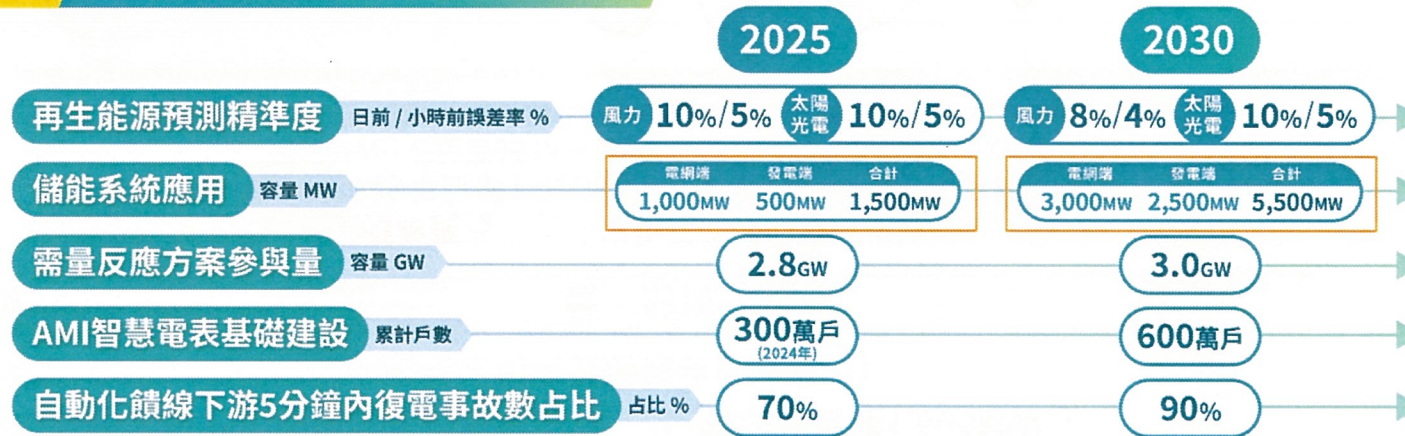 2025 2030
再生能源預測精準度 日前 / 小時前誤差率 % 風力 10%/5% 太陽光電 10%/5% 風力 8%/4% 太陽光電 10%/5%
儲能系統應用 容量 MW
電網端 發電端 合計 電網端 發電端 合計
1,000MW 500MW 1,500MW 3,000MW 2,500MW 5,500MW
需量反應方案參與量 容量 GW 2.8GW 3.0GW
AMI智慧電表基礎建設 累計戶數 300萬戶 600萬戶
(2024年)
自動化饋線下游5分鐘內復電事故數占比 占比 % 70% 90%